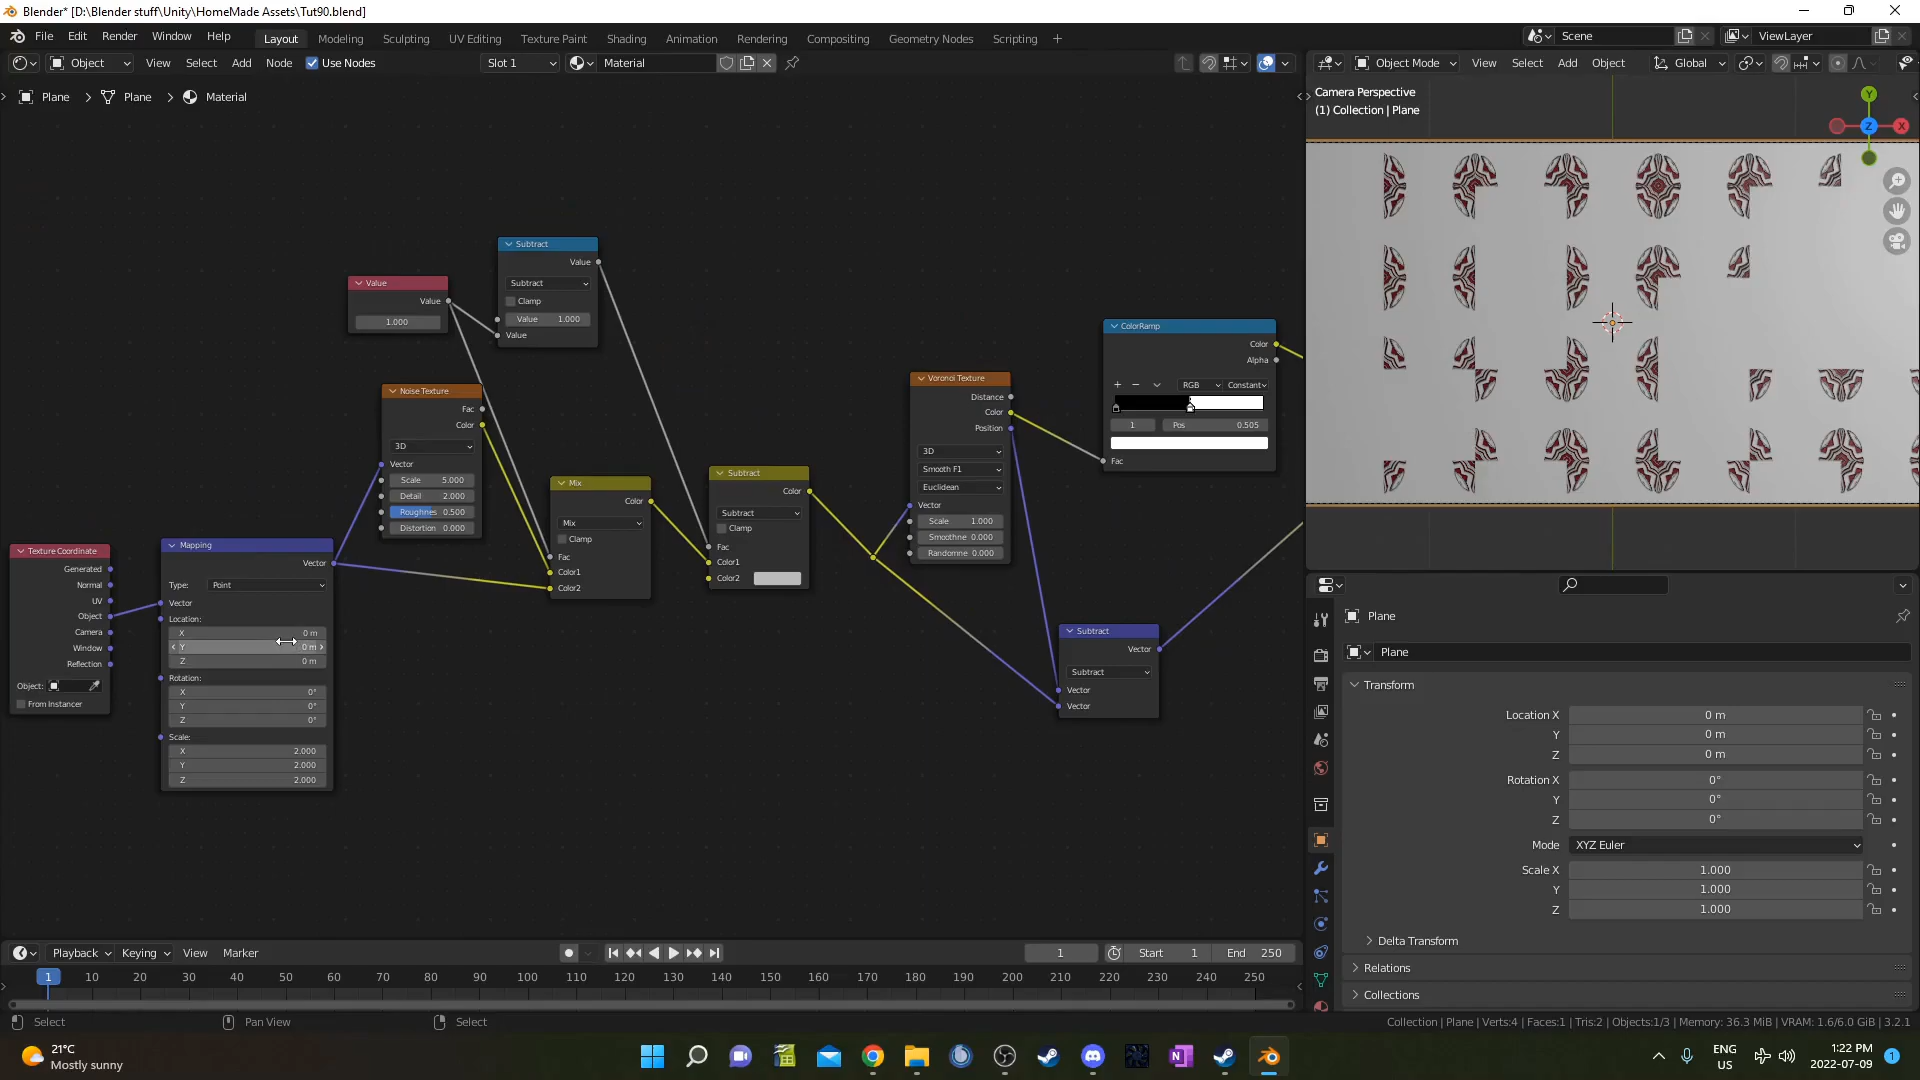 Blender* [D:\Blender stuff\Unity\HomeMade Assets\Tut90.blend]
File Edit Render Window Help Layout Modeling Sculpting UV Editing Texture Paint Shading Animation Rendering Compositing Geometry Nodes Scripting + Scene ViewLayer
Object View Select Add Node Use Nodes Slot 1 Material Object Mode View Select Add Object Global
Plane > Plane > Material
Camera Perspective
(1) Collection | Plane
Y
Z
X
Subtract
Value
Subtract
Clamp
Value 1.000
Value
Value
Value
1.000
Noise Texture
Fac
Color
3D
Vector
Scale 5.000
Detail 2.000
Roughnes 0.500
Distortion 0.000
Mix
Color
Mix
Clamp
Fac
Color1
Color2
Subtract
Color
Subtract
Clamp
Fac
Color1
Color2
Voronoi Texture
Distance
Color
Position
3D
Smooth F1
Euclidean
Vector
Scale 1.000
Smoothne 0.000
Randomne 0.000
ColorRamp
Color
Alpha
+ − RGB Constant
1 Pos 0.505
Fac
Subtract
Vector
Subtract
Vector
Vector
Texture Coordinate
Generated
Normal
UV
Object
Camera
Window
Reflection
Object:
From Instancer
Mapping
Vector
Type: Point
Vector
Location:
X 0 m
Y 0 m
Z 0 m
Rotation:
X 0°
Y 0°
Z 0°
Scale:
X 2.000
Y 2.000
Z 2.000
Plane
Plane
Transform
Location X 0 m
Y 0 m
Z 0 m
Rotation X 0°
Y 0°
Z 0°
Mode XYZ Euler
Scale X 1.000
Y 1.000
Z 1.000
Delta Transform
Relations
Collections
Playback Keying View Marker 1 Start 1 End 250
1 10 20 30 40 50 60 70 80 90 100 110 120 130 140 150 160 170 180 190 200 210 220 230 240 250
Select Pan View Select Collection | Plane | Verts:4 | Faces:1 | Tris:2 | Objects:1/3 | Memory: 36.3 MiB | VRAM: 1.6/6.0 GiB | 3.2.1
21°C
Mostly sunny
ENG
US
1:22 PM
2022-07-09
1